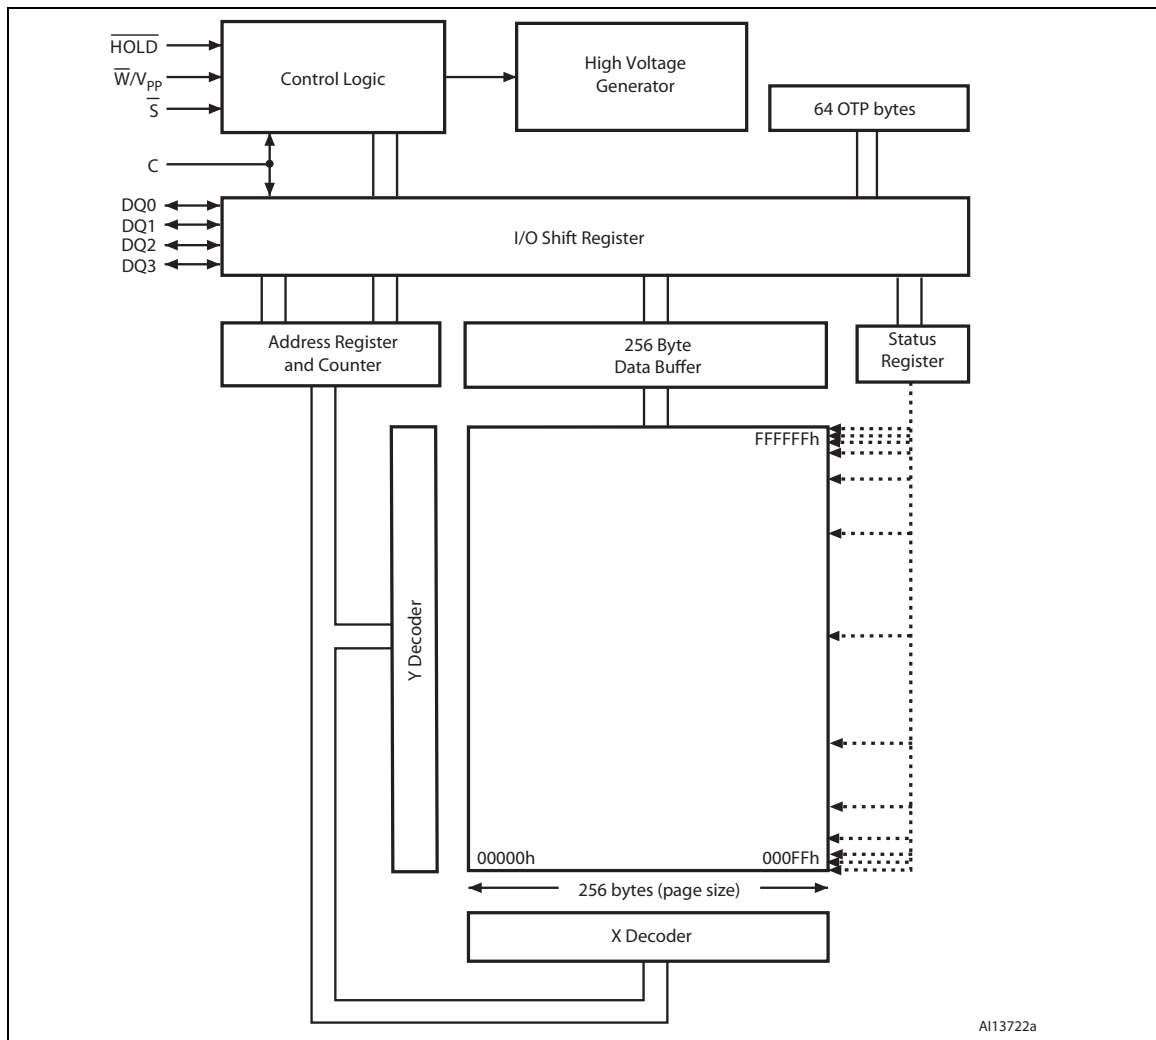 HOLD
W/VPP
S
C
DQ0
DQ1
DQ2
DQ3
Control Logic
High Voltage
Generator
64 OTP bytes
I/O Shift Register
Address Register
and Counter
256 Byte
Data Buffer
Status
Register
FFFFFFh
Y Decoder
00000h
000FFh
256 bytes (page size)
X Decoder
AI13722a